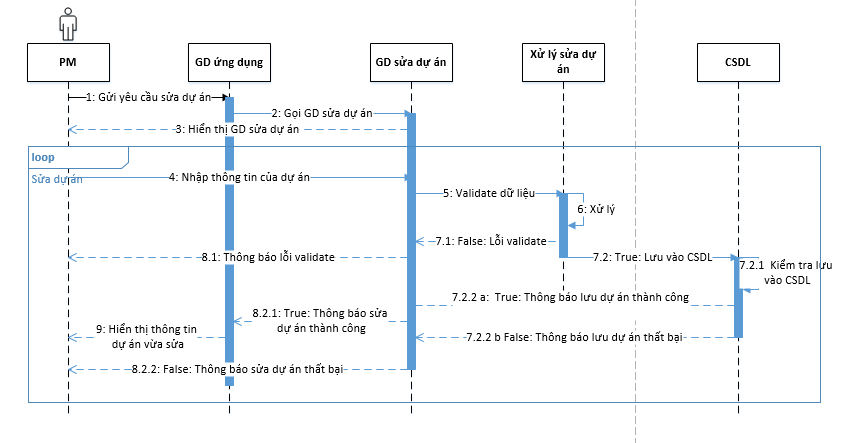 PM
GD ứng dụng
GD sửa dự án
Xử lý sửa dự
án
CSDL
1: Gửi yêu cầu sửa dự án
2: Gọi GD sửa dự án
3: Hiển thị GD sửa dự án
loop
Sửa dự án
4: Nhập thông tin của dự án
5: Validate dữ liệu
6: Xử lý
7.1: False: Lỗi validate
8.1: Thông báo lỗi validate
7.2: True: Lưu vào CSDL
7.2.1 Kiểm tra lưu
vào CSDL
7.2.2 a: True: Thông báo lưu dự án thành công
8.2.1: True: Thông báo sửa
dự án thành công
9: Hiển thị thông tin
dự án vừa sửa
7.2.2 b False: Thông báo lưu dự án thất bại
8.2.2: False: Thông báo sửa dự án thất bại